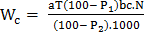 W_c = aT(100- P_1)bc.N / (100- P_2).1000